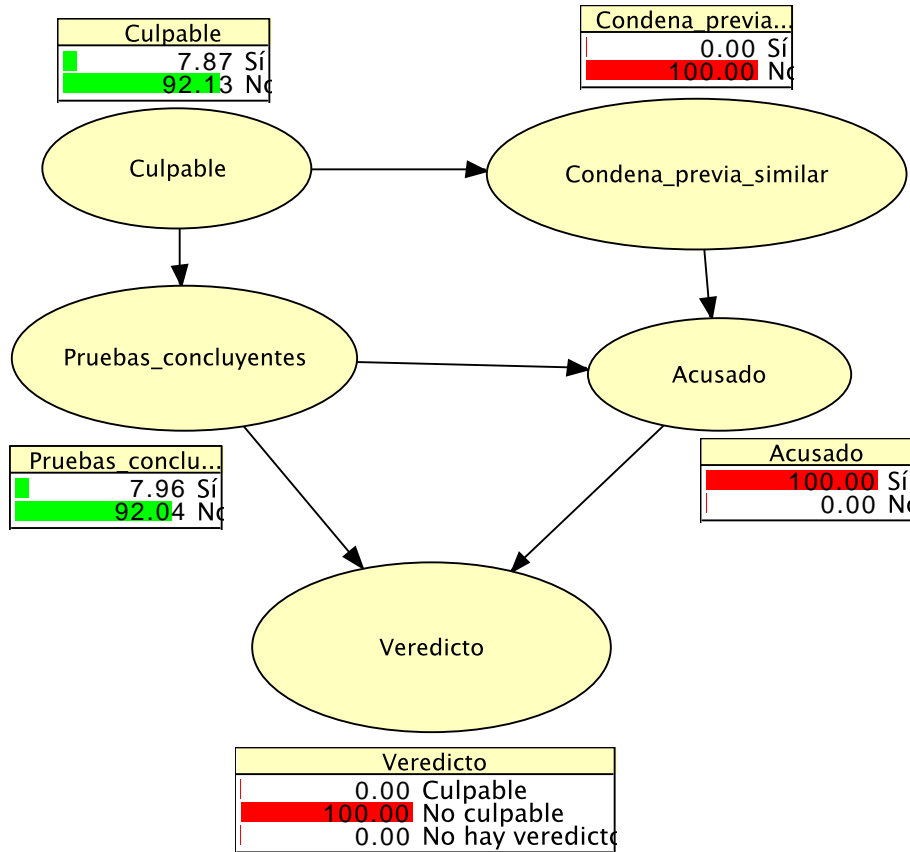 Culpable
7.87 Sí
92.13 No
Condena_previa...
0.00 Sí
100.00 No
Culpable
Condena_previa_similar
Pruebas_concluyentes
Acusado
Pruebas_conclu...
7.96 Sí
92.04 No
Acusado
100.00 Sí
0.00 No
Veredicto
Veredicto
0.00 Culpable
100.00 No culpable
0.00 No hay veredicto